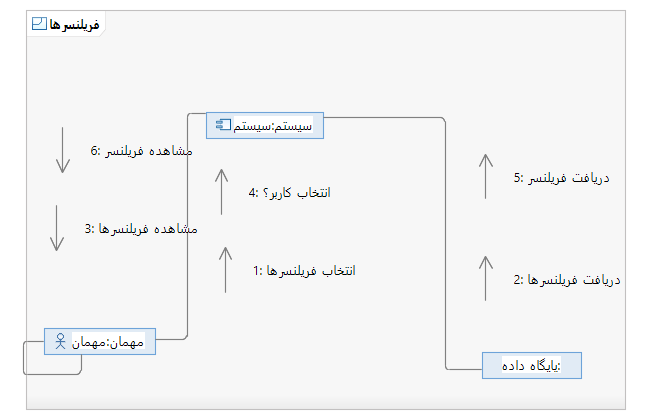 فریلنسرها
سیستم:سیستم
6: مشاهده فریلنسر
5: دریافت فریلنسر
4: انتخاب کاربر؟
3: مشاهده فریلنسرها
1: انتخاب فریلنسرها
2: دریافت فریلنسرها
مهمان:مهمان
:پایگاه داده